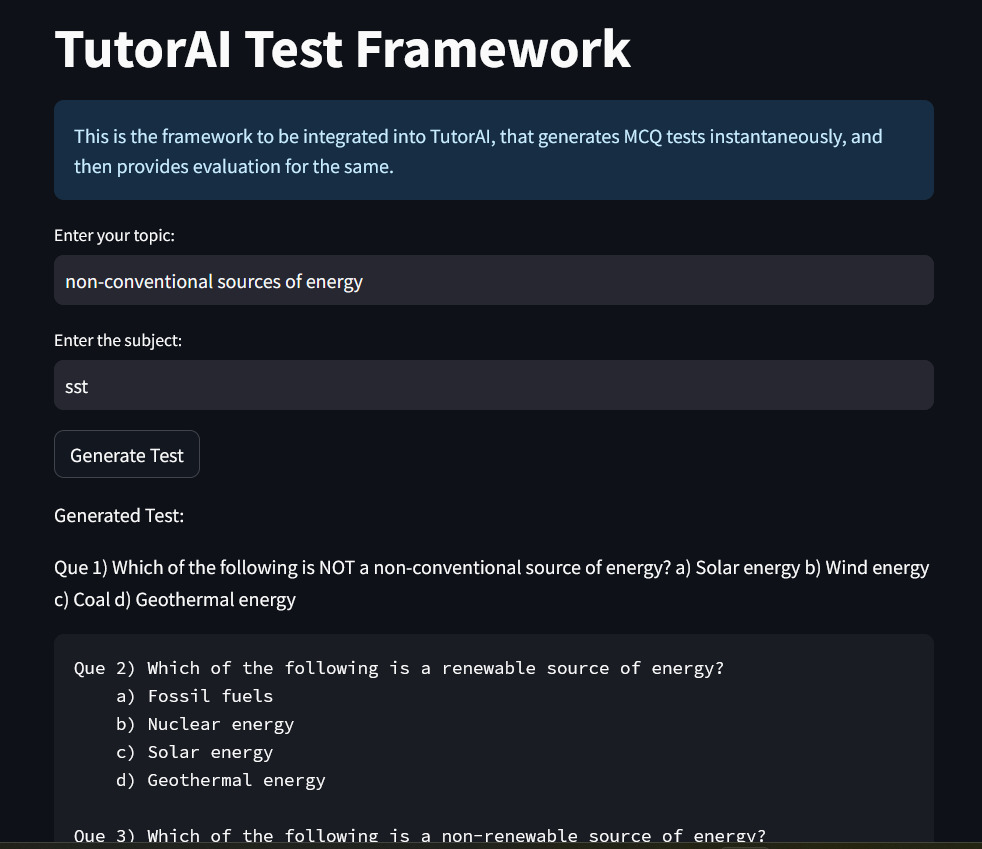 TutorAI Test Framework
This is the framework to be integrated into TutorAI, that generates MCQ tests instantaneously, and
then provides evaluation for the same.
Enter your topic:
non-conventional sources of energy
Enter the subject:
sst
Generate Test
Generated Test:
Que 1) Which of the following is NOT a non-conventional source of energy? a) Solar energy b) Wind energy
c) Coal d) Geothermal energy
Que 2) Which of the following is a renewable source of energy?
a) Fossil fuels
b) Nuclear energy
c) Solar energy
d) Geothermal energy
Que 3) Which of the following is a non-renewable source of energy?